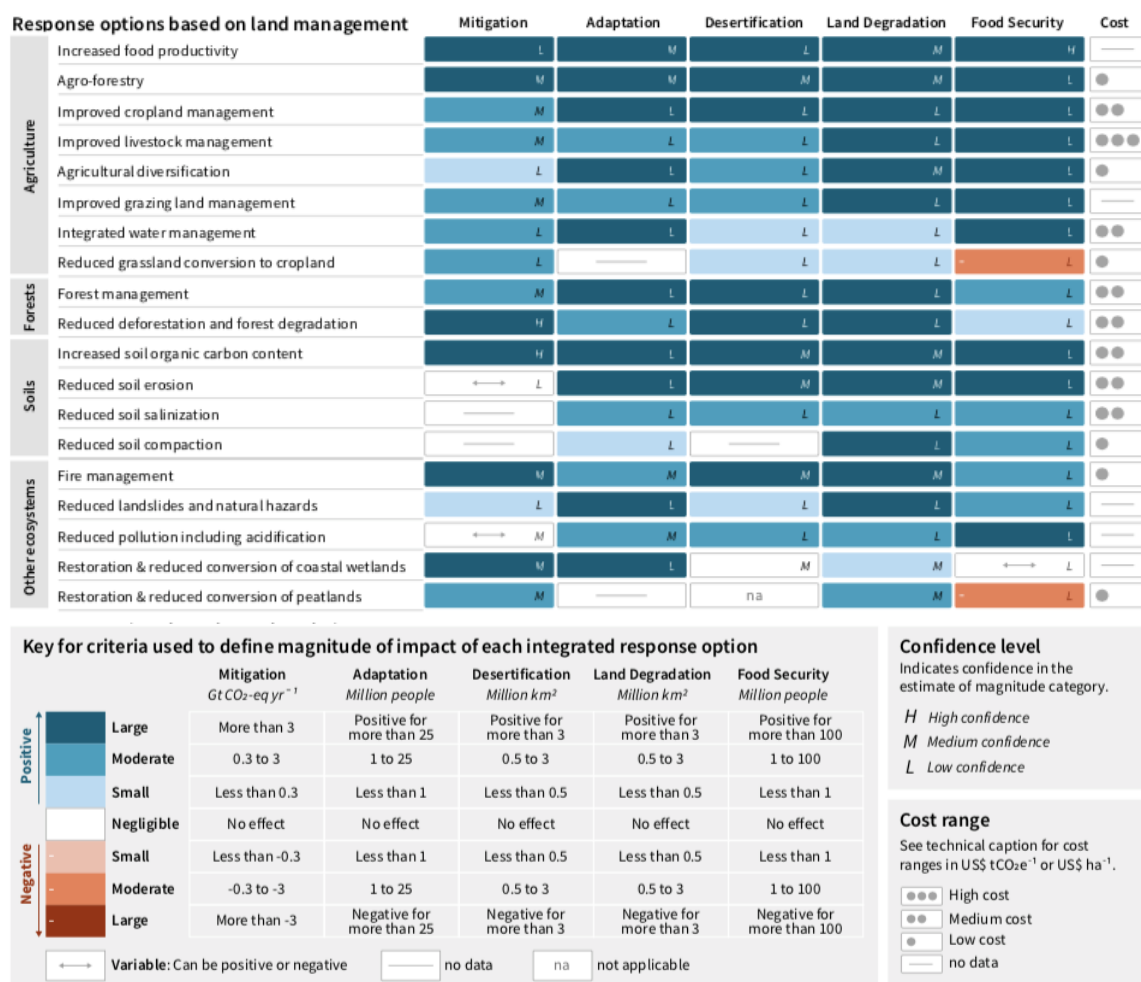 Response options based on land management Mitigation Adaptation Desertification Land Degradation Food Security Cost
Agriculture
Increased food productivity L M L M H
Agro-forestry M M M M L
Improved cropland management M L L L L
Improved livestock management M L L L L
Agricultural diversification L L L M L
Improved grazing land management M L L L L
Integrated water management L L L L L
Reduced grassland conversion to cropland L L L - L
Forests
Forest management M L L L L
Reduced deforestation and forest degradation H L L L L
Soils
Increased soil organic carbon content H L M M L
Reduced soil erosion L L M M L
Reduced soil salinization L L L L
Reduced soil compaction L L L
Other ecosystems
Fire management M M M M L
Reduced landslides and natural hazards L L L L L
Reduced pollution including acidification M M L L L
Restoration & reduced conversion of coastal wetlands M L M M L
Restoration & reduced conversion of peatlands M na M - L
Key for criteria used to define magnitude of impact of each integrated response option
Mitigation Adaptation Desertification Land Degradation Food Security
Gt CO₂-eq yr⁻¹ Million people Million km² Million km² Million people
Positive
Large More than 3 Positive for more than 25 Positive for more than 3 Positive for more than 3 Positive for more than 100
Moderate 0.3 to 3 1 to 25 0.5 to 3 0.5 to 3 1 to 100
Small Less than 0.3 Less than 1 Less than 0.5 Less than 0.5 Less than 1
Negligible No effect No effect No effect No effect No effect
Negative
- Small Less than -0.3 Less than 1 Less than 0.5 Less than 0.5 Less than 1
- Moderate -0.3 to -3 1 to 25 0.5 to 3 0.5 to 3 1 to 100
- Large More than -3 Negative for more than 25 Negative for more than 3 Negative for more than 3 Negative for more than 100
Variable: Can be positive or negative no data na not applicable
Confidence level
Indicates confidence in the
estimate of magnitude category.
H High confidence
M Medium confidence
L Low confidence
Cost range
See technical caption for cost
ranges in US$ tCO₂e⁻¹ or US$ ha⁻¹.
High cost
Medium cost
Low cost
no data